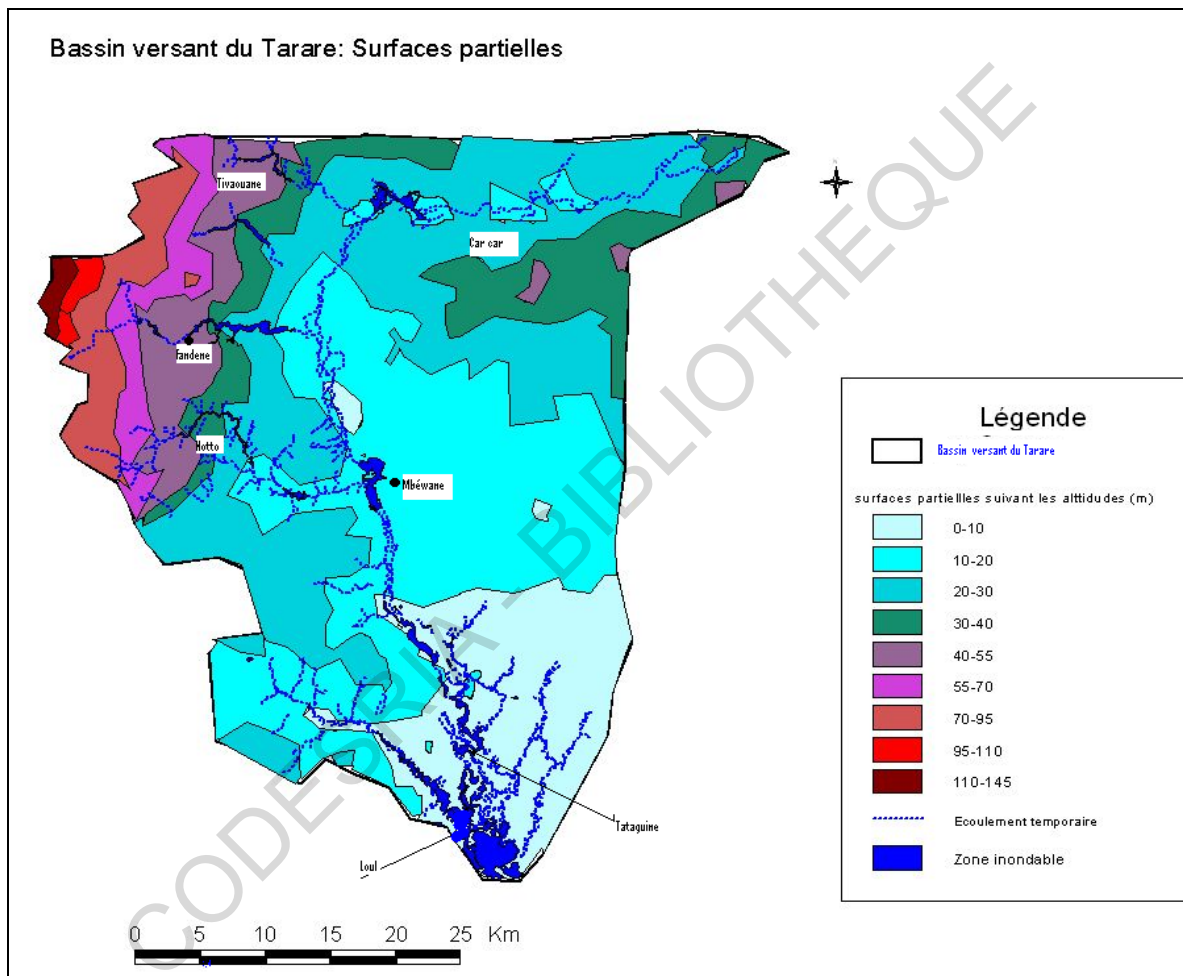 Bassin versant du Tarare: Surfaces partielles
Tivaouane
Car car
Fandene
Notto
Mbéwane
Tataguine
Loul
0 5 10 15 20 25 Km
Légende
Bassin versant du Tarare
surfaces partiellles suivant les alttidudes (m)
0-10
10-20
20-30
30-40
40-55
55-70
70-95
95-110
110-145
Ecoulement temporaire
Zone inondable
CODESRIA - BIBLIOTHEQUE